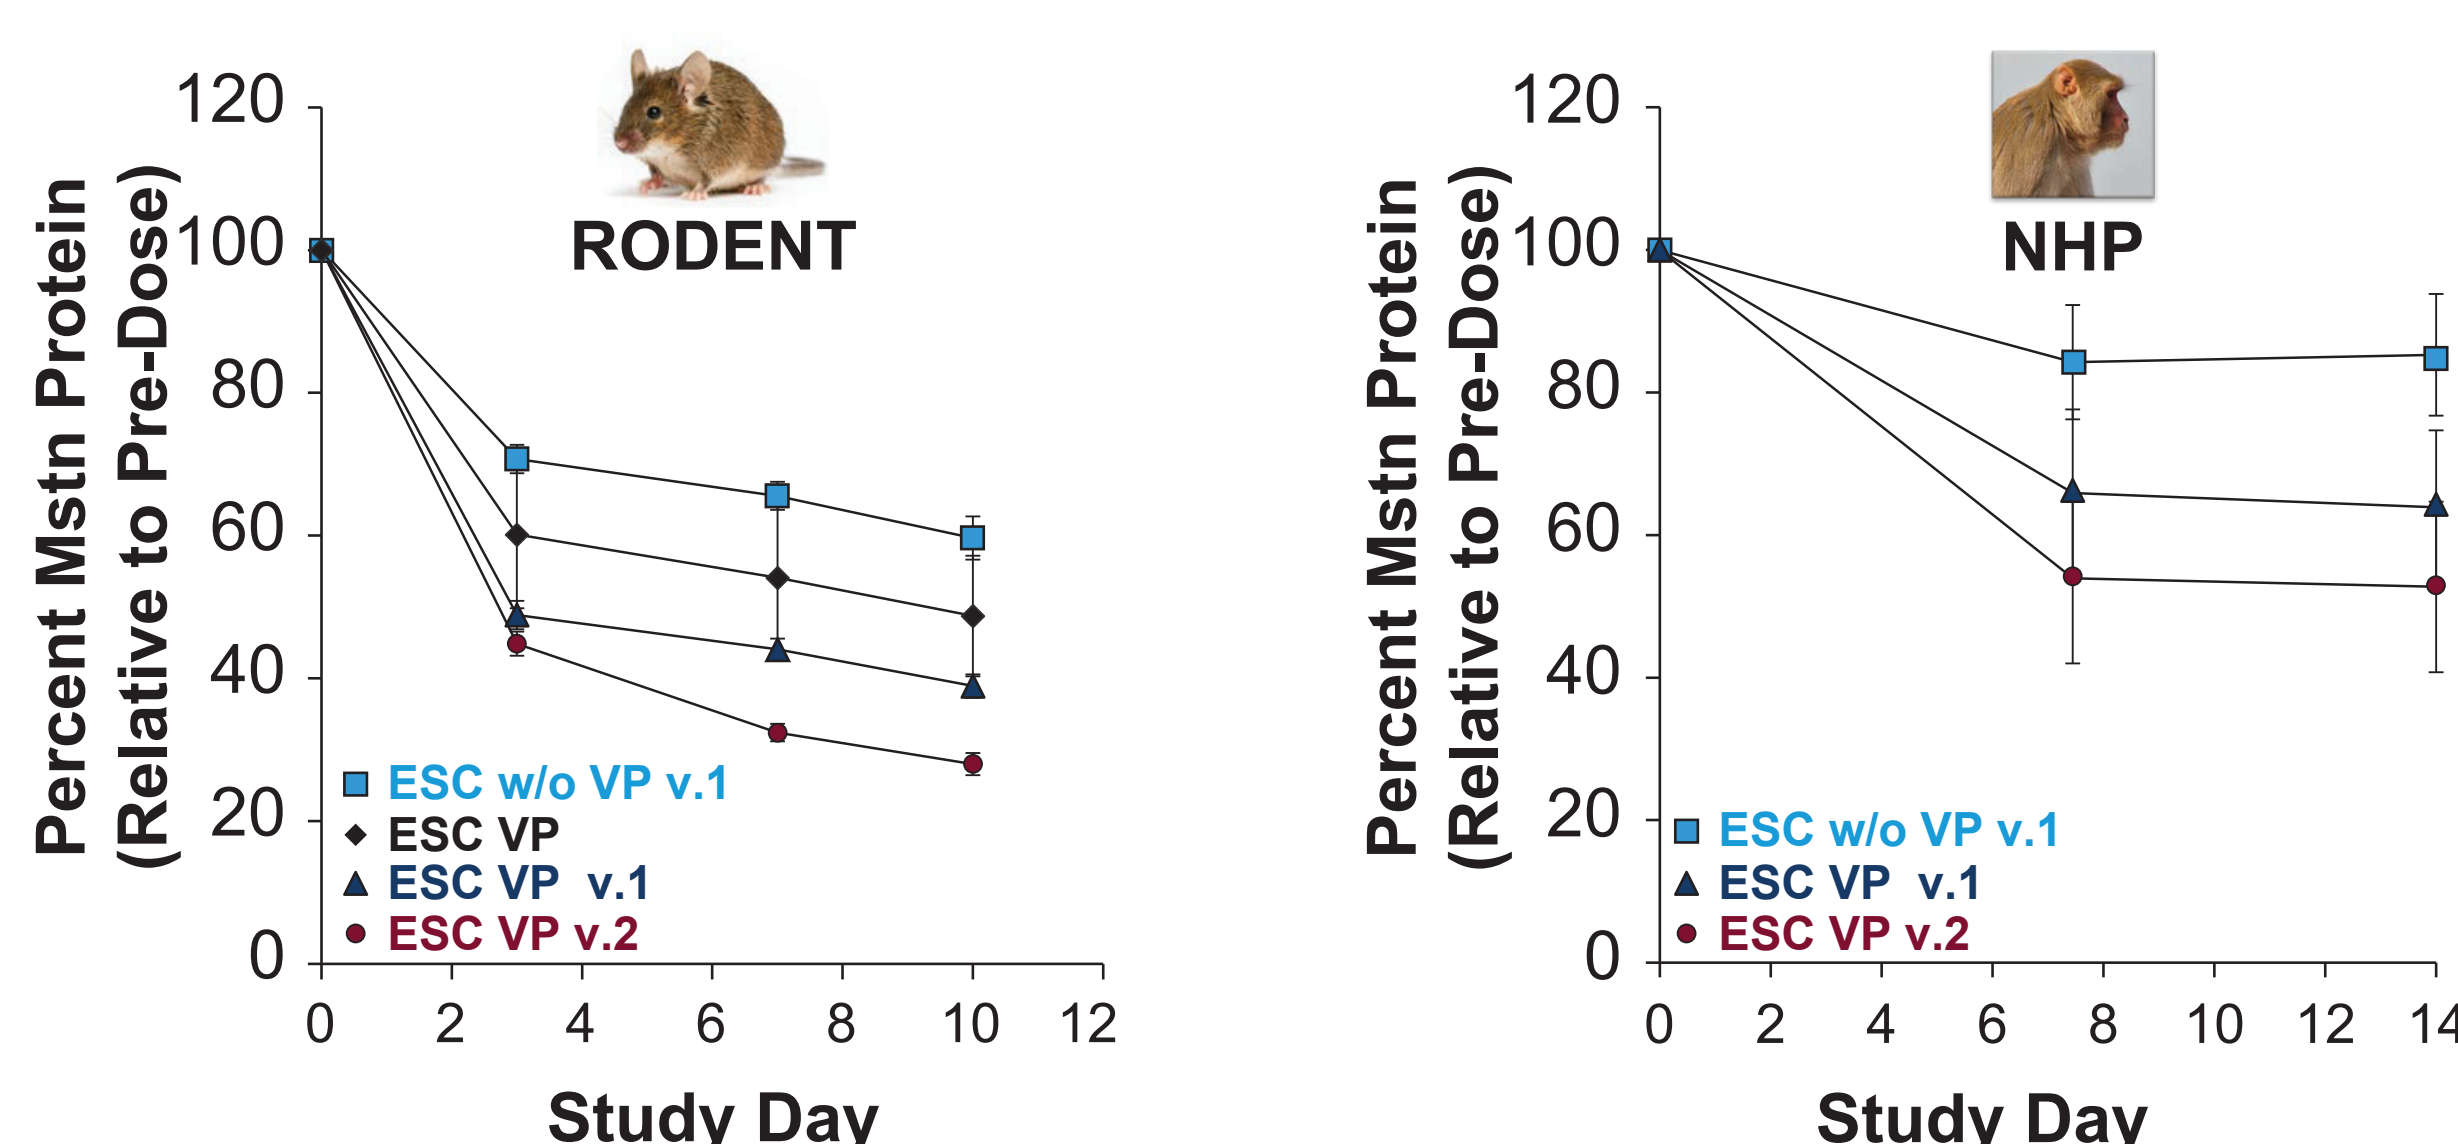 RODENT
Percent Mstn Protein
(Relative to Pre-Dose)
120
100
80
60
40
20
0
ESC w/o VP v.1
ESC VP
ESC VP v.1
ESC VP v.2
0 2 4 6 8 10 12
Study Day
NHP
Percent Mstn Protein
(Relative to Pre-Dose)
120
100
80
60
40
20
0
ESC w/o VP v.1
ESC VP v.1
ESC VP v.2
0 2 4 6 8 10 12 14
Study Day